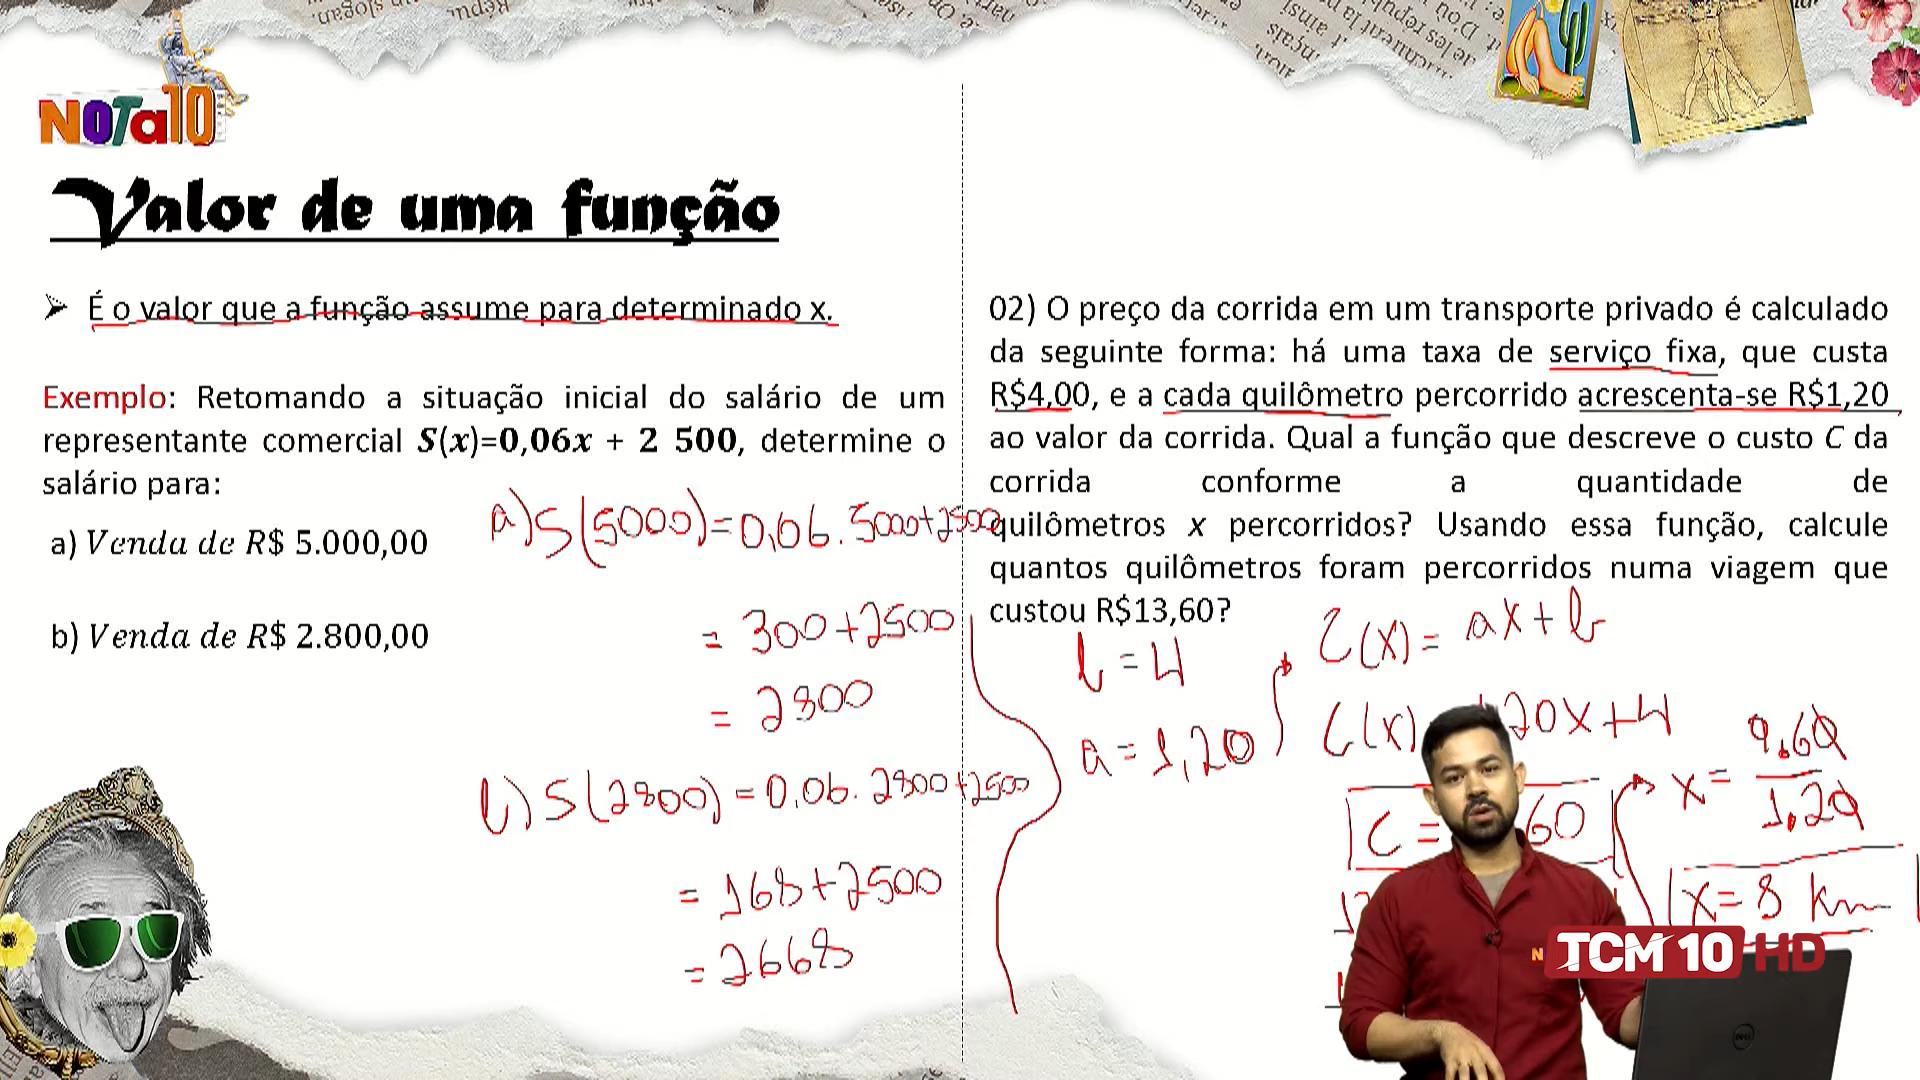 NOTa10
Valor de uma função
➢ É o valor que a função assume para determinado x.
Exemplo: Retomando a situação inicial do salário de um
representante comercial S(x)=0,06x + 2 500, determine o
salário para:
a) Venda de R$ 5.000,00
b) Venda de R$ 2.800,00
a) S(5000) = 0,06 . 5000 + 2500
= 300 + 2500
= 2800
b) S(2800) = 0,06 . 2800 + 2500
= 168 + 2500
= 2668
02) O preço da corrida em um transporte privado é calculado
da seguinte forma: há uma taxa de serviço fixa, que custa
R$4,00, e a cada quilômetro percorrido acrescenta-se R$1,20
ao valor da corrida. Qual a função que descreve o custo C da
corrida conforme a quantidade de
quilômetros x percorridos? Usando essa função, calcule
quantos quilômetros foram percorridos numa viagem que
custou R$13,60?
b = 4
a = 1,20
C(x) = ax + b
C(x) 20x + 4
C = 60
x = 9.60
1.20
x = 8 km
TCM 10 HD
DELL